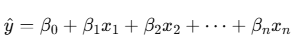 ŷ = β₀ + β₁x₁ + β₂x₂ + ⋯ + βₙxₙ